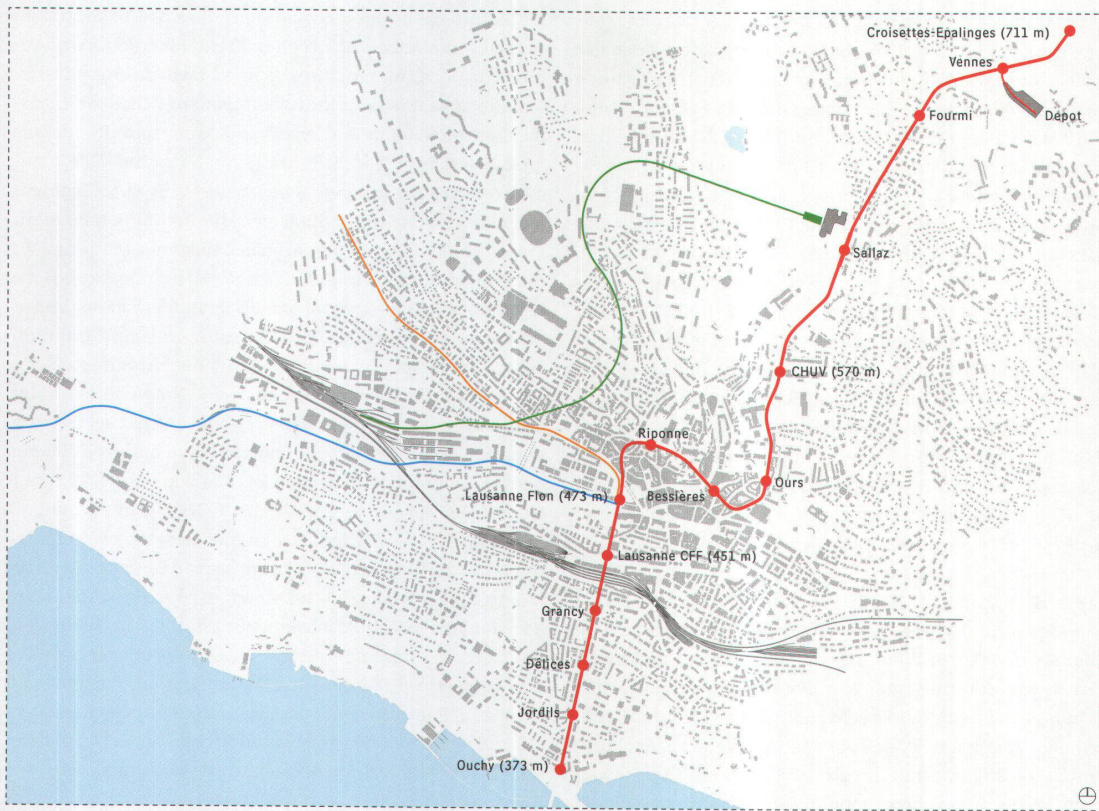 Croisettes-Epalinges (711 m)
Vennes
Dépot
Fourmi
Sallaz
CHUV (570 m)
Riponne
Ours
Bessières
Lausanne Flon (473 m)
Lausanne CFF (451 m)
Grancy
Délices
Jordils
Ouchy (373 m)